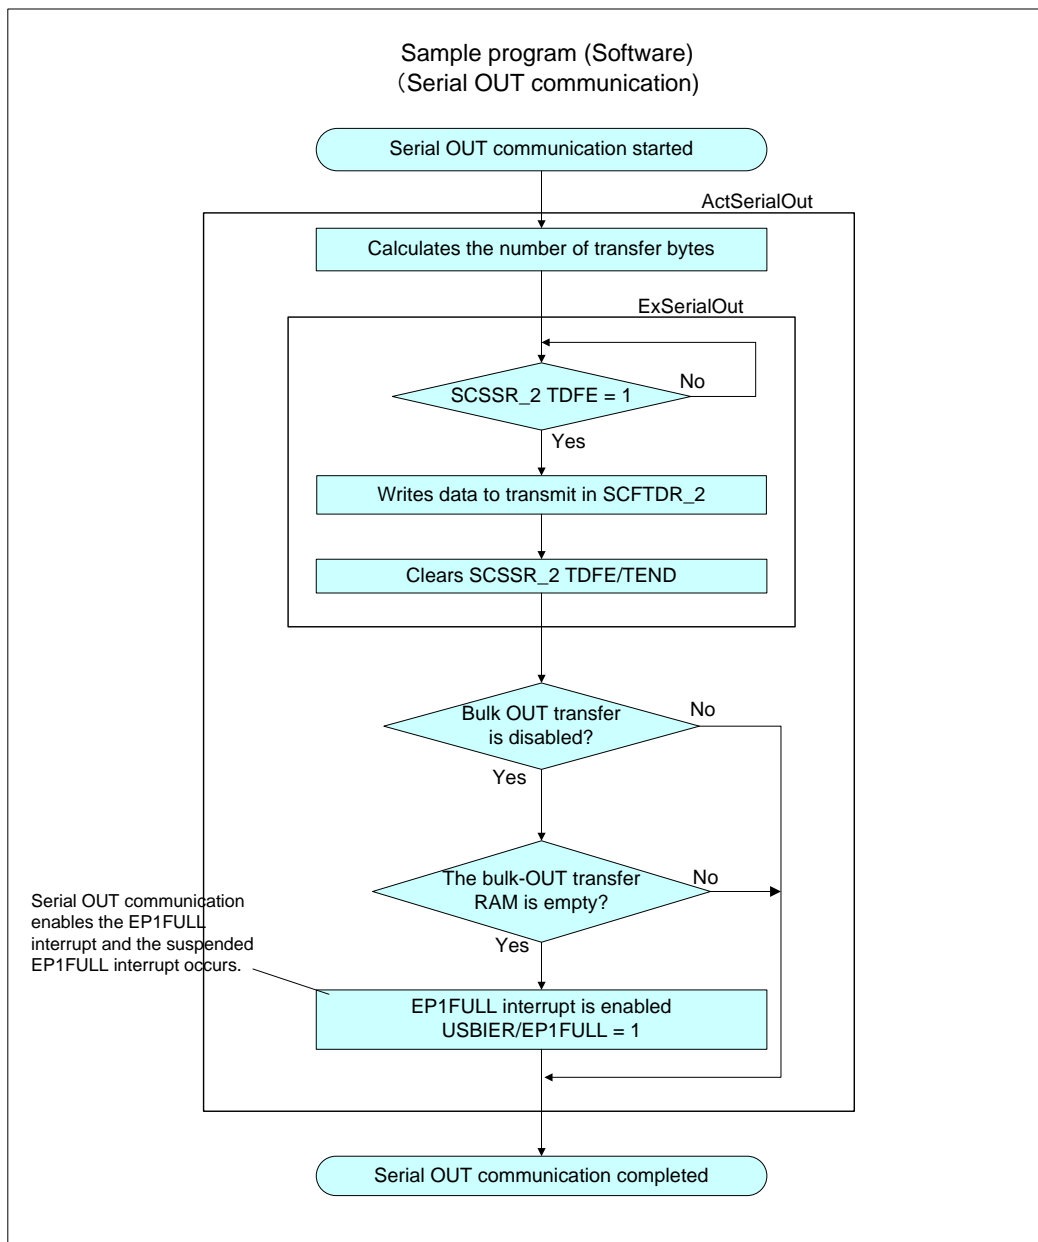 Sample program (Software)
（Serial OUT communication)
Serial OUT communication started
ActSerialOut
Calculates the number of transfer bytes
ExSerialOut
SCSSR_2 TDFE = 1
No
Yes
Writes data to transmit in SCFTDR_2
Clears SCSSR_2 TDFE/TEND
Bulk OUT transfer
is disabled?
No
Yes
The bulk-OUT transfer
RAM is empty?
No
Yes
Serial OUT communication
enables the EP1FULL
interrupt and the suspended
EP1FULL interrupt occurs.
EP1FULL interrupt is enabled
USBIER/EP1FULL = 1
Serial OUT communication completed